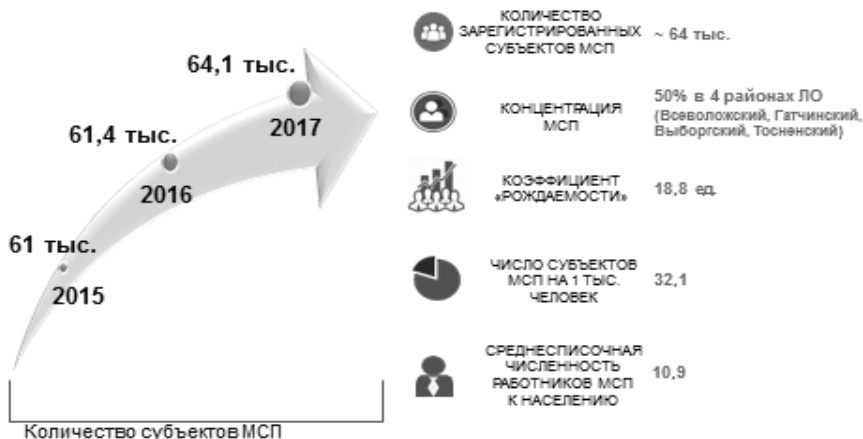 64,1 тыс.
2017
61,4 тыс.
2016
61 тыс.
2015
Количество субъектов МСП
КОЛИЧЕСТВО
ЗАРЕГИСТРИРОВАННЫХ
СУБЪЕКТОВ МСП
~ 64 тыс.
КОНЦЕНТРАЦИЯ
МСП
50% в 4 районах ЛО
(Всеволожский, Гатчинский,
Выборгский, Тосненский)
КОЭФФИЦИЕНТ
«РОЖДАЕМОСТИ»
18,8 ед.
ЧИСЛО СУБЪЕКТОВ
МСП НА 1 ТЫС.
ЧЕЛОВЕК
32,1
СРЕДНЕСПИСОЧНАЯ
ЧИСЛЕННОСТЬ
РАБОТНИКОВ МСП
К НАСЕЛЕНИЮ
10,9